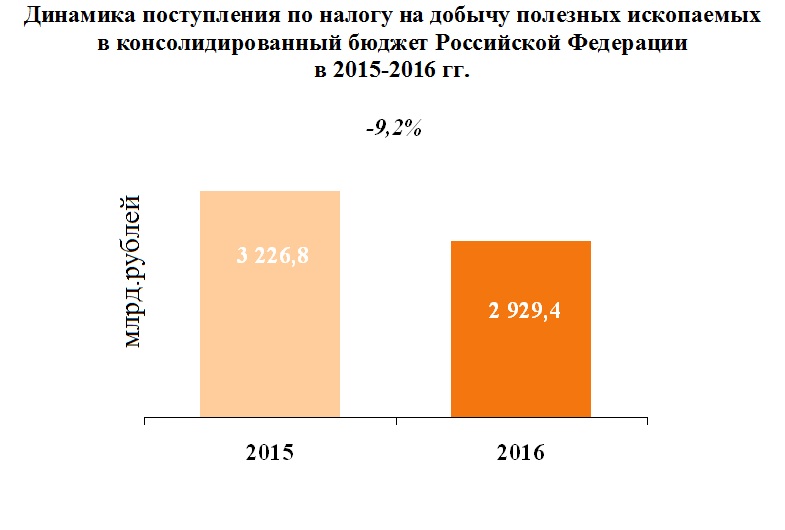 Динамика поступления по налогу на добычу полезных ископаемых
в консолидированный бюджет Российской Федерации
в 2015-2016 гг.
-9,2%
млрд.рублей
3 226,8
2 929,4
2015
2016